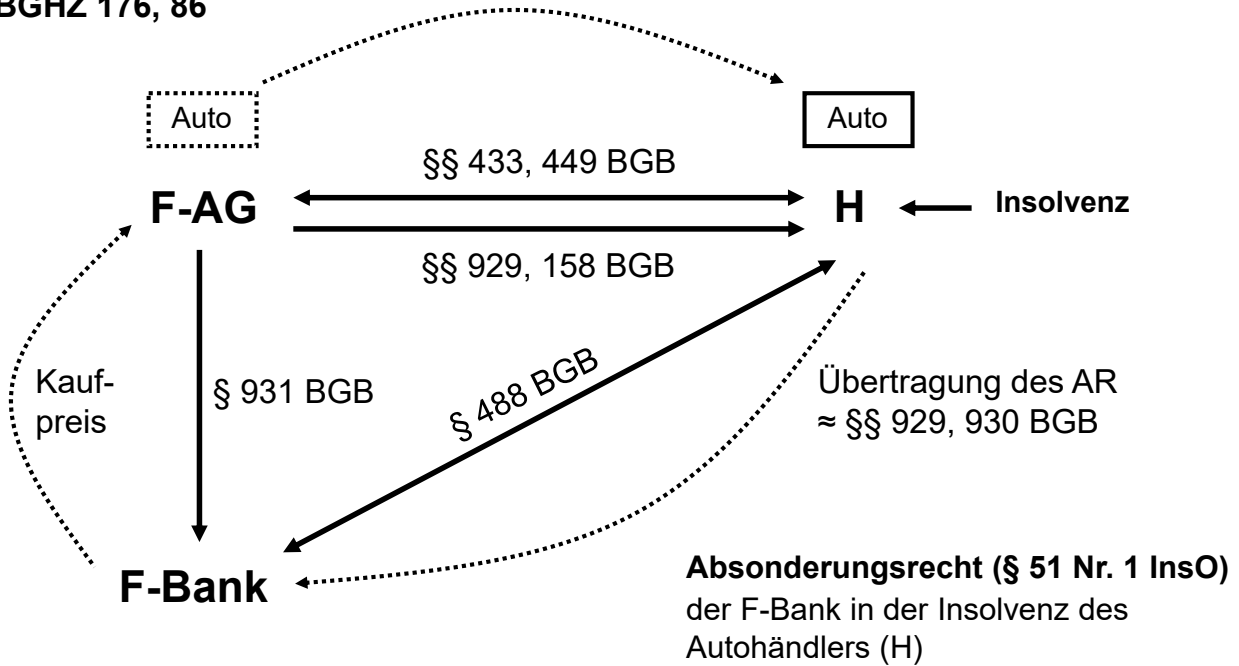 BGHZ 176, 86
Auto
Auto
§§ 433, 449 BGB
F-AG
H
Insolvenz
§§ 929, 158 BGB
Kauf-
preis
§ 931 BGB
§ 488 BGB
Übertragung des AR
≈ §§ 929, 930 BGB
F-Bank
Absonderungsrecht (§ 51 Nr. 1 InsO)
der F-Bank in der Insolvenz des
Autohändlers (H)